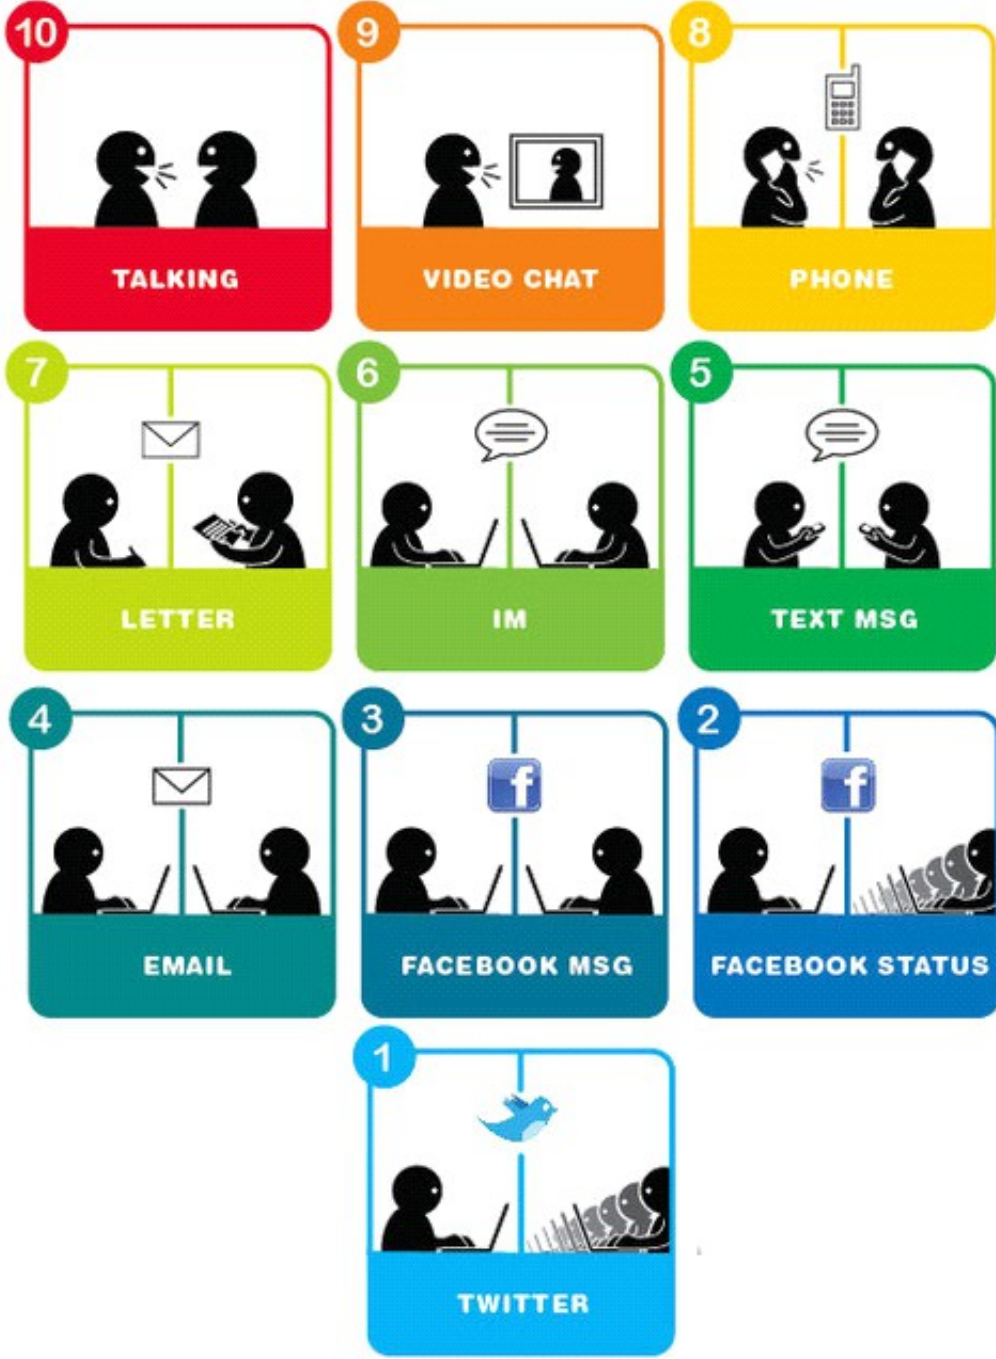 10
TALKING
9
VIDEO CHAT
8
PHONE
7
LETTER
6
IM
5
TEXT MSG
4
EMAIL
3
f
FACEBOOK MSG
2
f
FACEBOOK STATUS
1
TWITTER